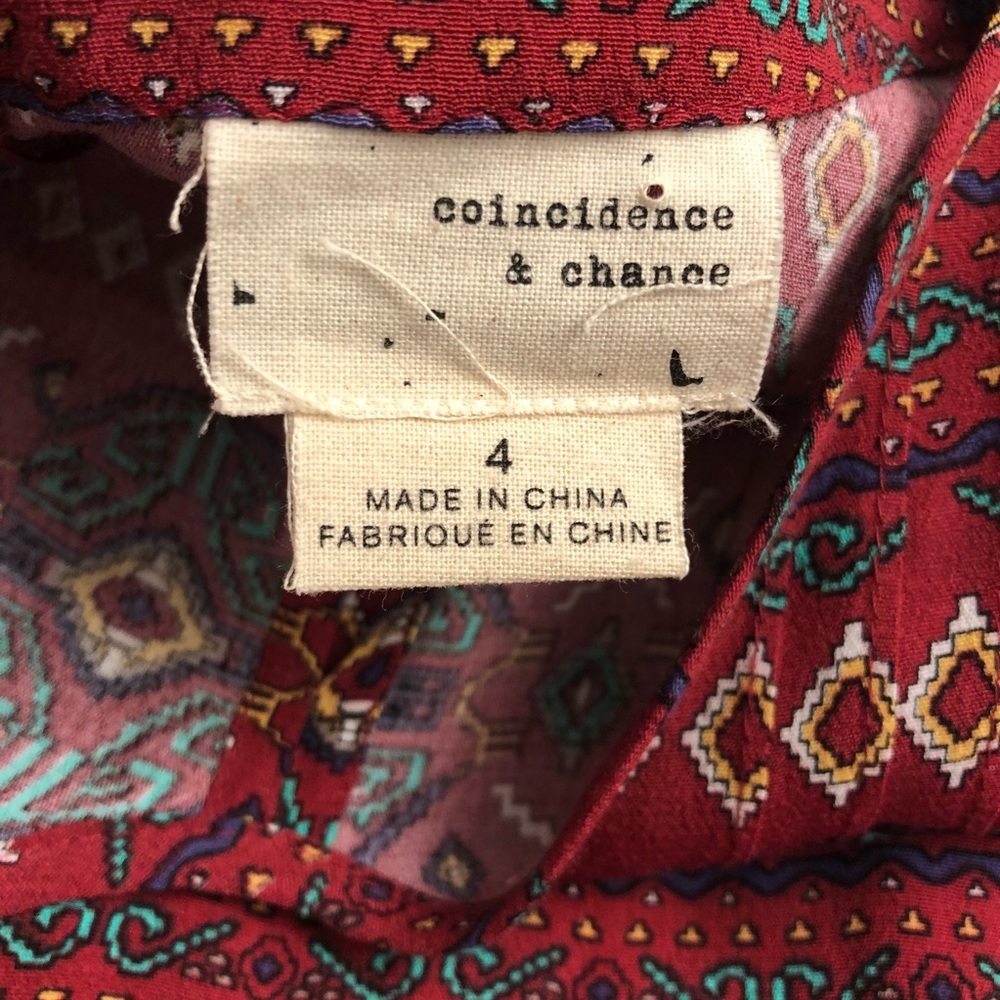 coincidence
& chance
4
MADE IN CHINA
FABRIQUÉ EN CHINE